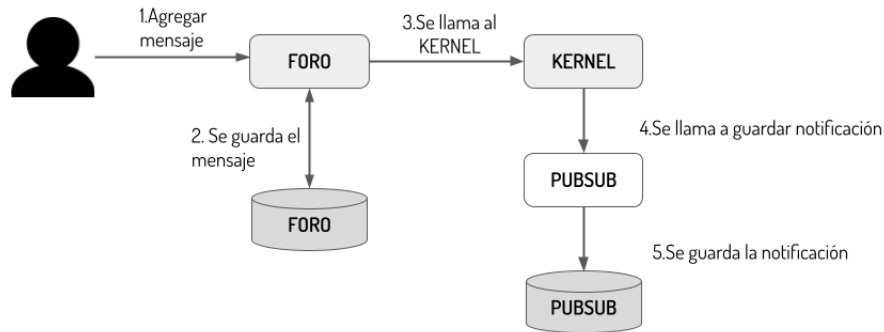 1.Agregar
mensaje
FORO
3.Se llama al
KERNEL
KERNEL
2. Se guarda el
mensaje
FORO
4.Se llama a guardar notificación
PUBSUB
5.Se guarda la notificación
PUBSUB